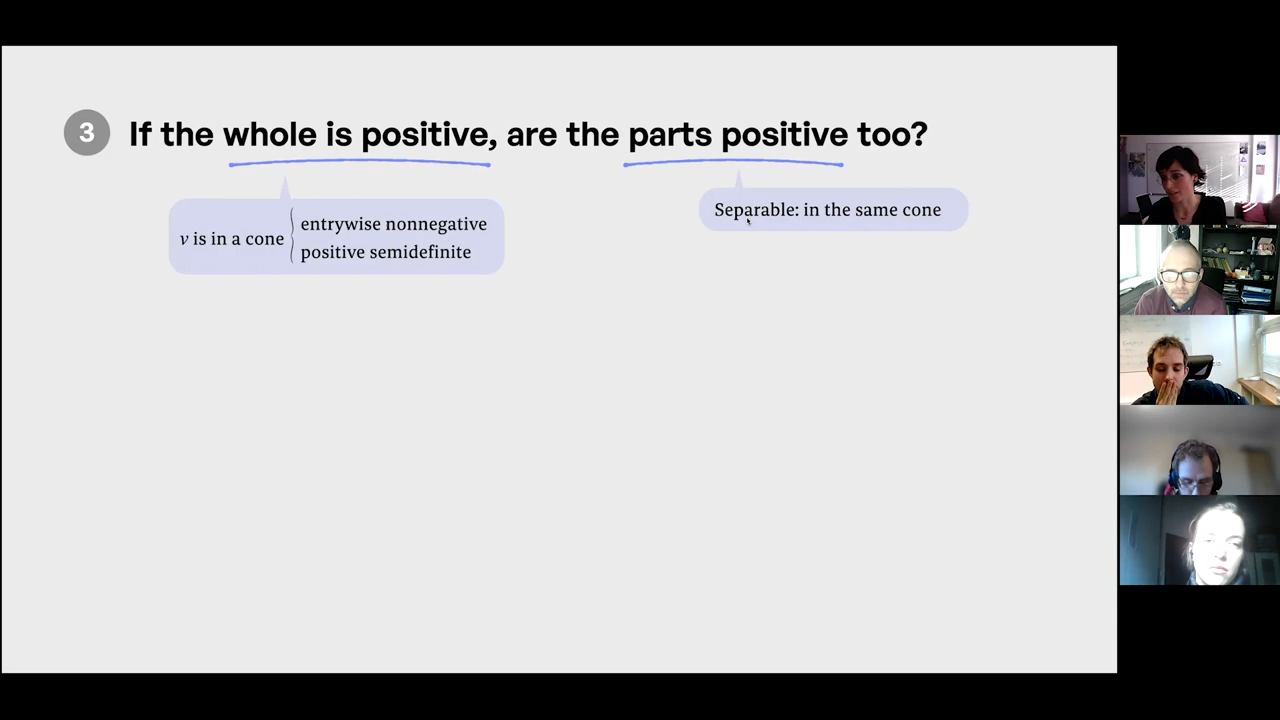 3 If the whole is positive, are the parts positive too?
Separable: in the same cone
v is in a cone { entrywise nonnegative
positive semidefinite